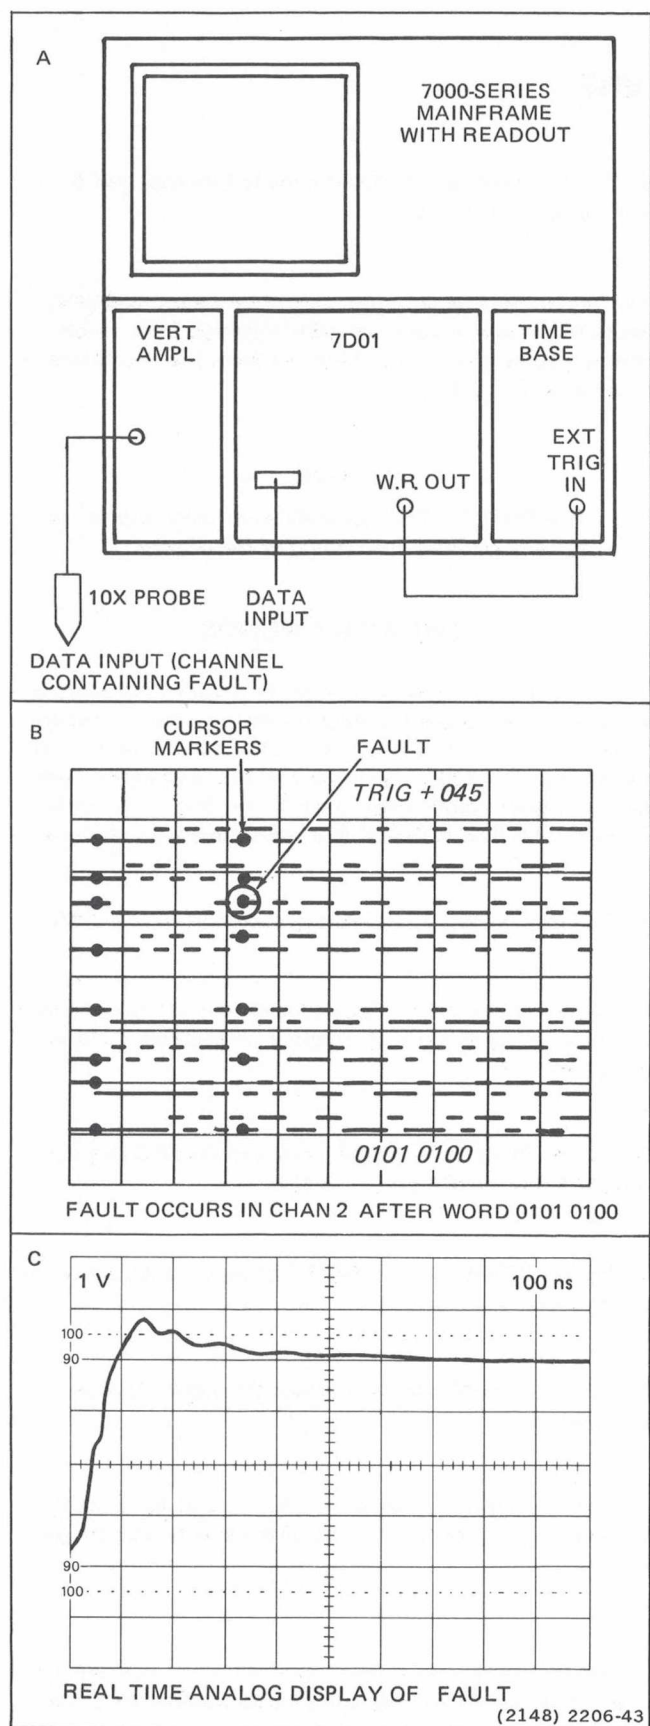 A
7000-SERIES
MAINFRAME
WITH READOUT
VERT
AMPL
7D01
TIME
BASE
EXT
TRIG
IN
W.R. OUT
10X PROBE
DATA
INPUT
DATA INPUT (CHANNEL
CONTAINING FAULT)
B
CURSOR
MARKERS
FAULT
TRIG + 045
0101 0100
FAULT OCCURS IN CHAN 2 AFTER WORD 0101 0100
C
1 V
100 ns
100
90
90
100
REAL TIME ANALOG DISPLAY OF FAULT
(2148) 2206-43